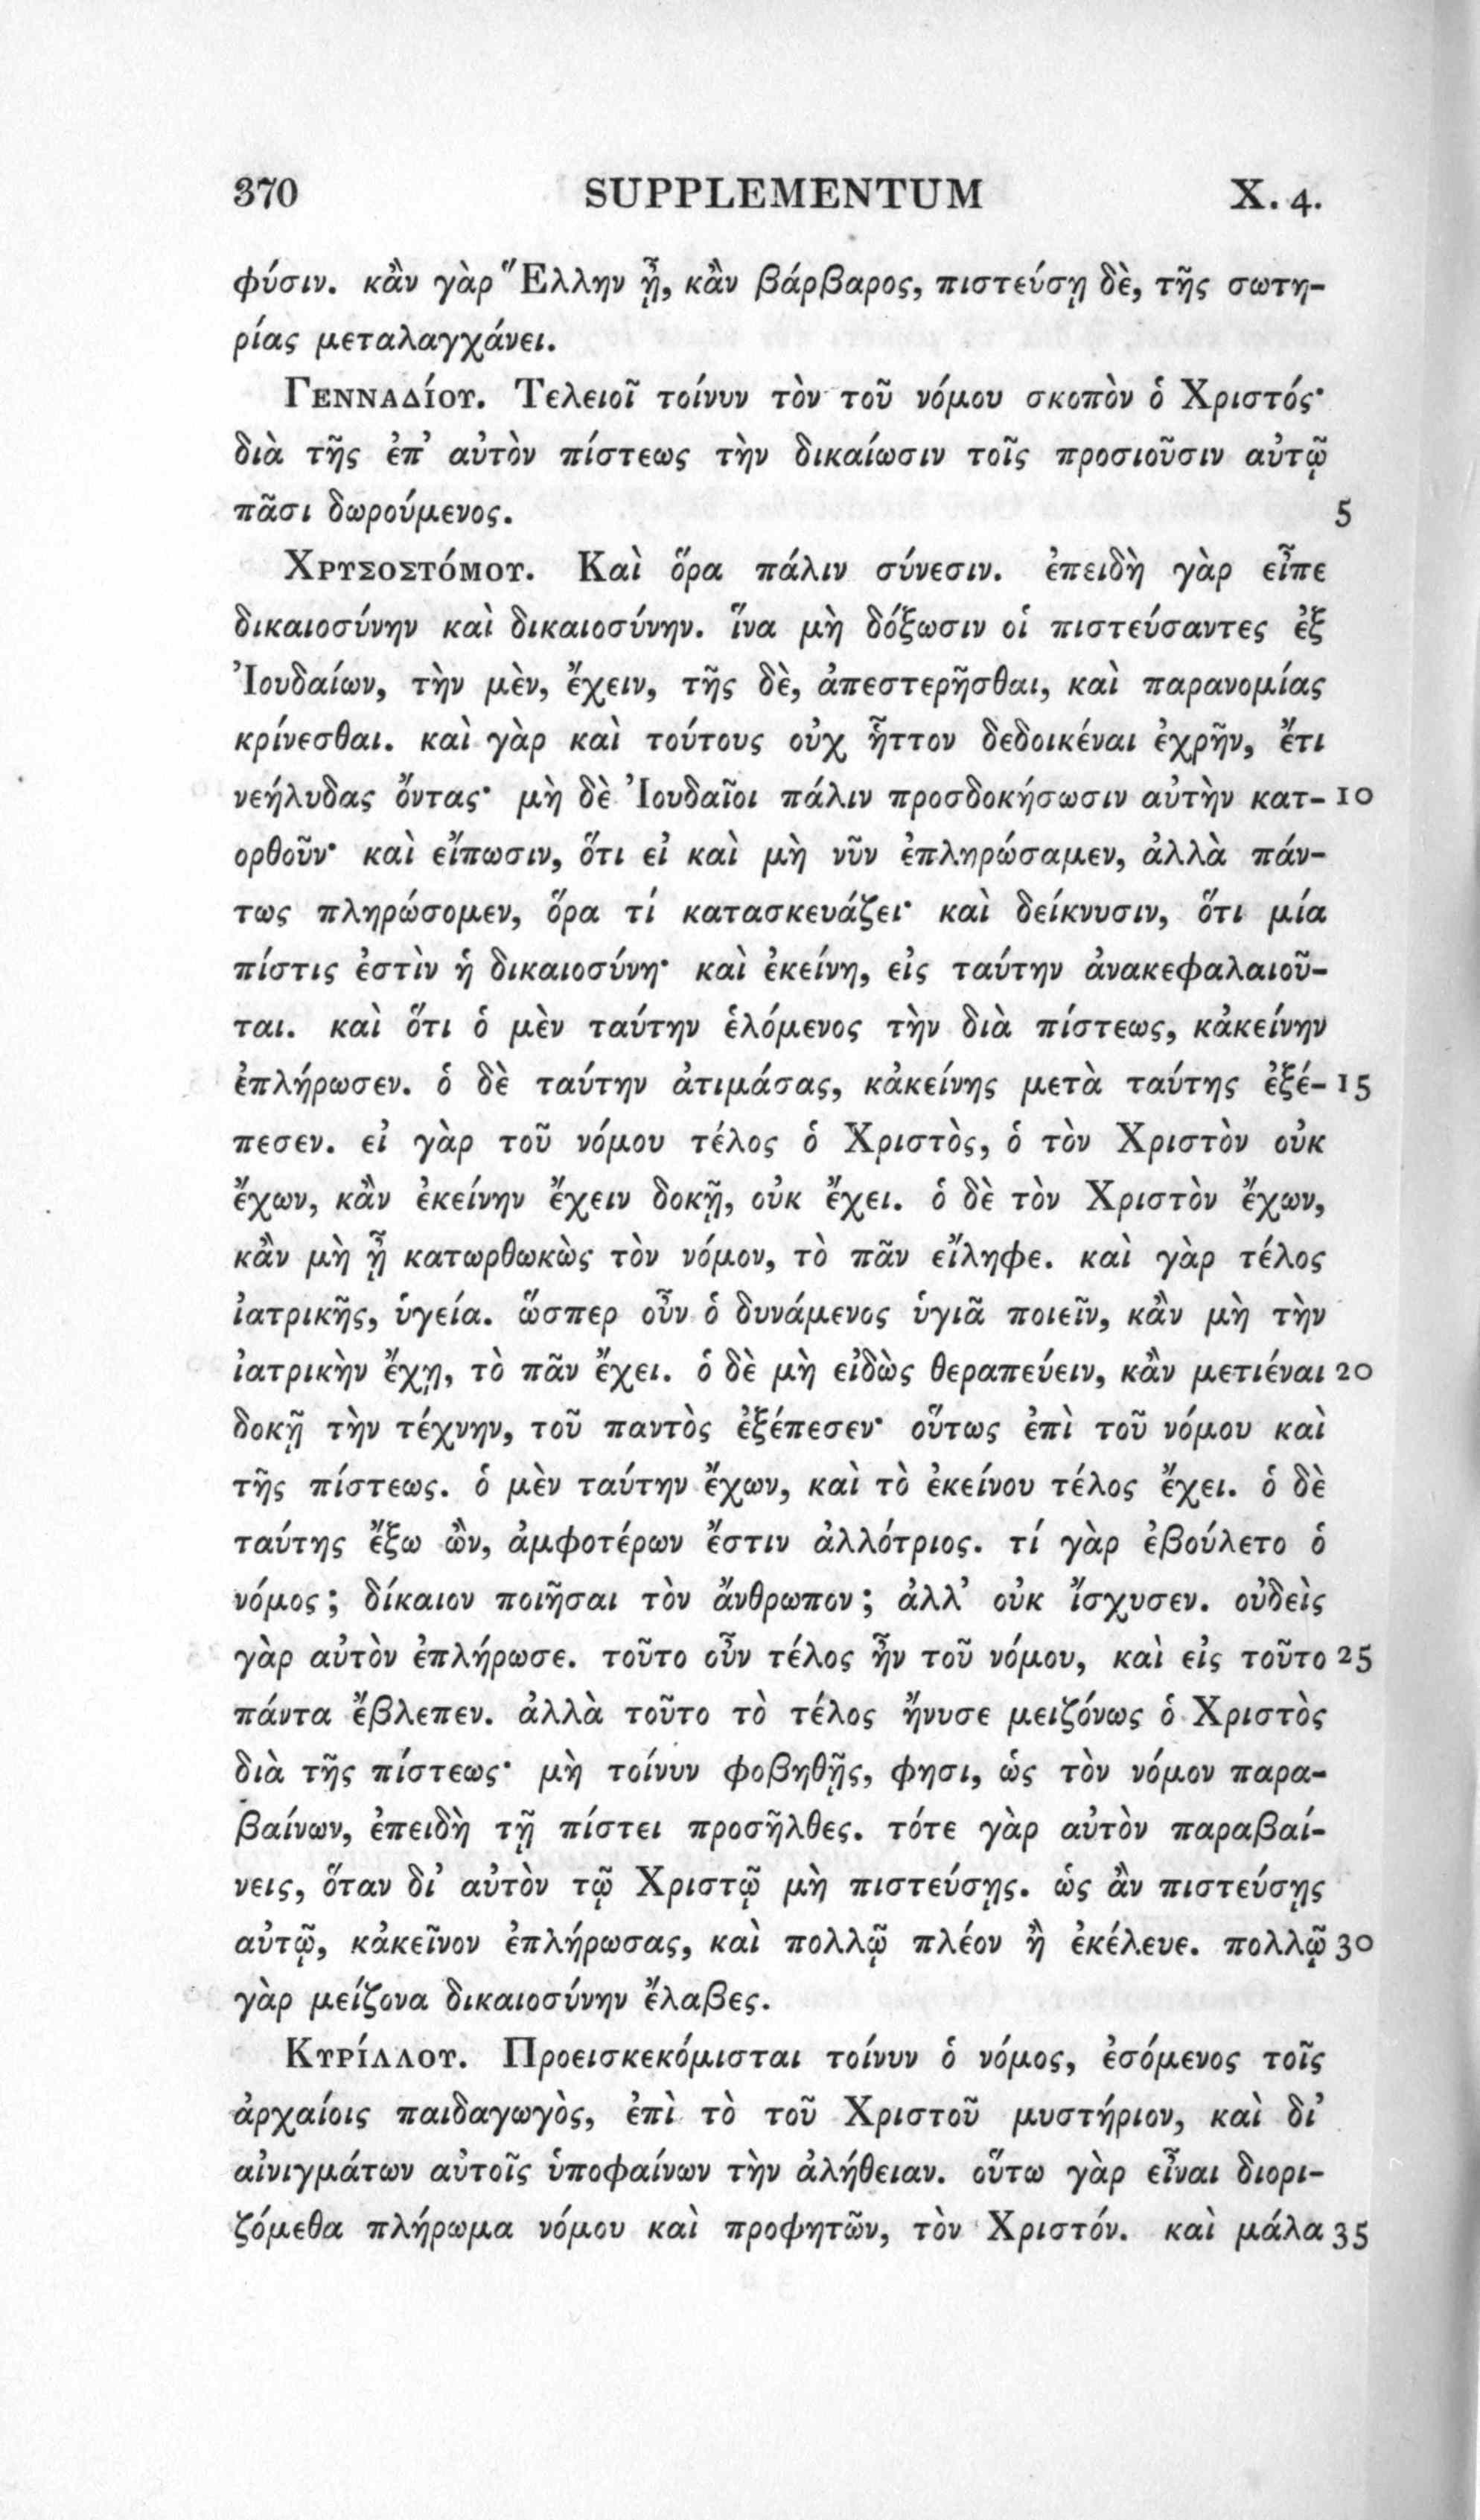 370 SUPPLEMENTUM X. 4.
φύσιν. κἂν γὰρ Ἕλλην ᾖ, κἂν βάρβαρος, πιστεύσῃ δὲ, τῆς σωτη-
ρίας μεταλαγχάνει.
Γενναδίου. Τελειοῖ τοίνυν τὸν τοῦ νόμου σκοπὸν ὁ Χριστός·
διὰ τῆς ἐπ’ αὐτὸν πίστεως τὴν δικαίωσιν τοῖς προσιοῦσιν αὐτῷ
πᾶσι δωρούμενος. 5
Χρυσοστόμου. Καὶ ὅρα πάλιν σύνεσιν. ἐπειδὴ γὰρ εἶπε
δικαιοσύνην καὶ δικαιοσύνην. ἵνα μὴ δόξωσιν οἱ πιστεύσαντες ἐξ
Ἰουδαίων, τὴν μὲν, ἔχειν, τῆς δὲ, ἀπεστερῆσθαι, καὶ παρανομίας
κρίνεσθαι. καὶ γὰρ καὶ τούτους οὐχ ἧττον δεδοικέναι ἐχρῆν, ἔτι
νεήλυδας ὄντας· μὴ δὲ Ἰουδαῖοι πάλιν προσδοκήσωσιν αὐτὴν κατ- 10
ορθοῦν· καὶ εἴπωσιν, ὅτι εἰ καὶ μὴ νῦν ἐπληρώσαμεν, ἀλλὰ πάν-
τως πληρώσομεν, ὅρα τί κατασκευάζει· καὶ δείκνυσιν, ὅτι μία
πίστις ἐστὶν ἡ δικαιοσύνη· καὶ ἐκείνη, εἰς ταύτην ἀνακεφαλαιοῦ-
ται. καὶ ὅτι ὁ μὲν ταύτην ἑλόμενος τὴν διὰ πίστεως, κἀκείνην
ἐπλήρωσεν. ὁ δὲ ταύτην ἀτιμάσας, κἀκείνης μετὰ ταύτης ἐξέ- 15
πεσεν. εἰ γὰρ τοῦ νόμου τέλος ὁ Χριστὸς, ὁ τὸν Χριστὸν οὐκ
ἔχων, κἂν ἐκείνην ἔχειν δοκῇ, οὐκ ἔχει. ὁ δὲ τὸν Χριστὸν ἔχων,
κἂν μὴ ᾖ κατωρθωκὼς τὸν νόμον, τὸ πᾶν εἴληφε. καὶ γὰρ τέλος
ἰατρικῆς, ὑγεία. ὥσπερ οὖν ὁ δυνάμενος ὑγιᾶ ποιεῖν, κἂν μὴ τὴν
ἰατρικὴν ἔχῃ, τὸ πᾶν ἔχει. ὁ δὲ μὴ εἰδὼς θεραπεύειν, κἂν μετιέναι 20
δοκῇ τὴν τέχνην, τοῦ παντὸς ἐξέπεσεν· οὕτως ἐπὶ τοῦ νόμου καὶ
τῆς πίστεως. ὁ μὲν ταύτην ἔχων, καὶ τὸ ἐκείνου τέλος ἔχει. ὁ δὲ
ταύτης ἔξω ὢν, ἀμφοτέρων ἔστιν ἀλλότριος. τί γὰρ ἐβούλετο ὁ
νόμος; δίκαιον ποιῆσαι τὸν ἄνθρωπον; ἀλλ’ οὐκ ἴσχυσεν. οὐδεὶς
γὰρ αὐτὸν ἐπλήρωσε. τοῦτο οὖν τέλος ἦν τοῦ νόμου, καὶ εἰς τοῦτο 25
πάντα ἔβλεπεν. ἀλλὰ τοῦτο τὸ τέλος ἤνυσε μειζόνως ὁ Χριστὸς
διὰ τῆς πίστεως· μὴ τοίνυν φοβηθῇς, φησι, ὡς τὸν νόμον παρα-
βαίνων, ἐπειδὴ τῇ πίστει προσῆλθες. τότε γὰρ αὐτὸν παραβαί-
νεις, ὅταν δι’ αὐτὸν τῷ Χριστῷ μὴ πιστεύσῃς. ὡς ἂν πιστεύσῃς
αὐτῷ, κἀκεῖνον ἐπλήρωσας, καὶ πολλῷ πλέον ἢ ἐκέλευε. πολλῷ 30
γὰρ μείζονα δικαιοσύνην ἔλαβες.
Κυρίλλου. Προεισκεκόμισται τοίνυν ὁ νόμος, ἐσόμενος τοῖς
ἀρχαίοις παιδαγωγὸς, ἐπὶ τὸ τοῦ Χριστοῦ μυστήριον, καὶ δι’
αἰνιγμάτων αὐτοῖς ὑποφαίνων τὴν ἀλήθειαν. οὕτω γὰρ εἶναι διορι-
ζόμεθα πλήρωμα νόμου καὶ προφητῶν, τὸν Χριστόν. καὶ μάλα 35